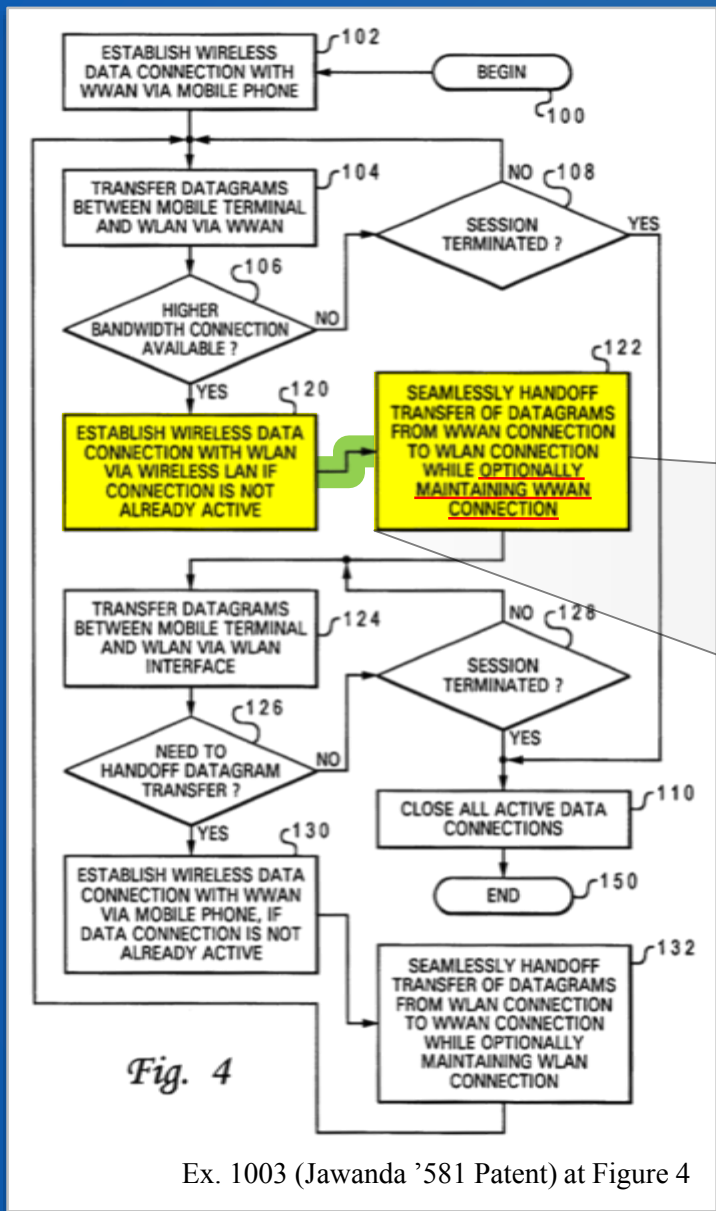 ESTABLISH WIRELESS
DATA CONNECTION WITH
WWAN VIA MOBILE PHONE
102
BEGIN
100
TRANSFER DATAGRAMS
BETWEEN MOBILE TERMINAL
AND WLAN VIA WWAN
104
NO
108
SESSION
TERMINATED ?
YES
106
HIGHER
BANDWIDTH CONNECTION
AVAILABLE ?
NO
YES
120
ESTABLISH WIRELESS DATA
CONNECTION WITH WLAN
VIA WIRELESS LAN IF
CONNECTION IS NOT
ALREADY ACTIVE
122
SEAMLESSLY HANDOFF
TRANSFER OF DATAGRAMS
FROM WWAN CONNECTION
TO WLAN CONNECTION
WHILE OPTIONALLY
MAINTAINING WWAN
CONNECTION
TRANSFER DATAGRAMS
BETWEEN MOBILE TERMINAL
AND WLAN VIA WLAN
INTERFACE
124
NO
128
SESSION
TERMINATED ?
YES
126
NEED TO
HANDOFF DATAGRAM
TRANSFER ?
NO
YES
110
CLOSE ALL ACTIVE DATA
CONNECTIONS
END
150
130
ESTABLISH WIRELESS DATA
CONNECTION WITH WWAN
VIA MOBILE PHONE, IF
DATA CONNECTION IS NOT
ALREADY ACTIVE
132
SEAMLESSLY HANDOFF
TRANSFER OF DATAGRAMS
FROM WLAN CONNECTION
TO WWAN CONNECTION
WHILE OPTIONALLY
MAINTAINING WLAN
CONNECTION
Fig. 4
Ex. 1003 (Jawanda ’581 Patent) at Figure 4